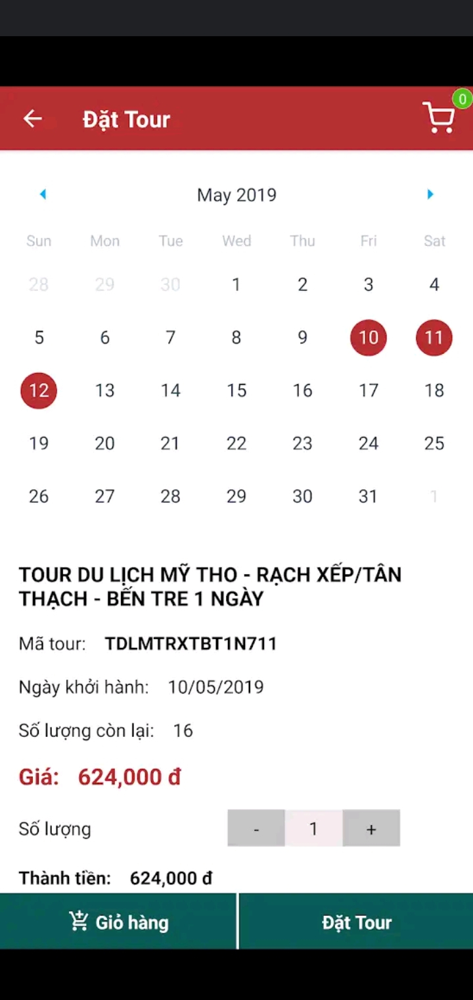 0
Đặt Tour
May 2019
Sun Mon Tue Wed Thu Fri Sat
28 29 30 1 2 3 4
5 6 7 8 9 10 11
12 13 14 15 16 17 18
19 20 21 22 23 24 25
26 27 28 29 30 31 1
TOUR DU LỊCH MỸ THO - RẠCH XẾP/TÂN
THẠCH - BẾN TRE 1 NGÀY
Mã tour: TDLMTRXTBT1N711
Ngày khởi hành: 10/05/2019
Số lượng còn lại: 16
Giá: 624,000 đ
Số lượng - 1 +
Thành tiền: 624,000 đ
Giỏ hàng Đặt Tour